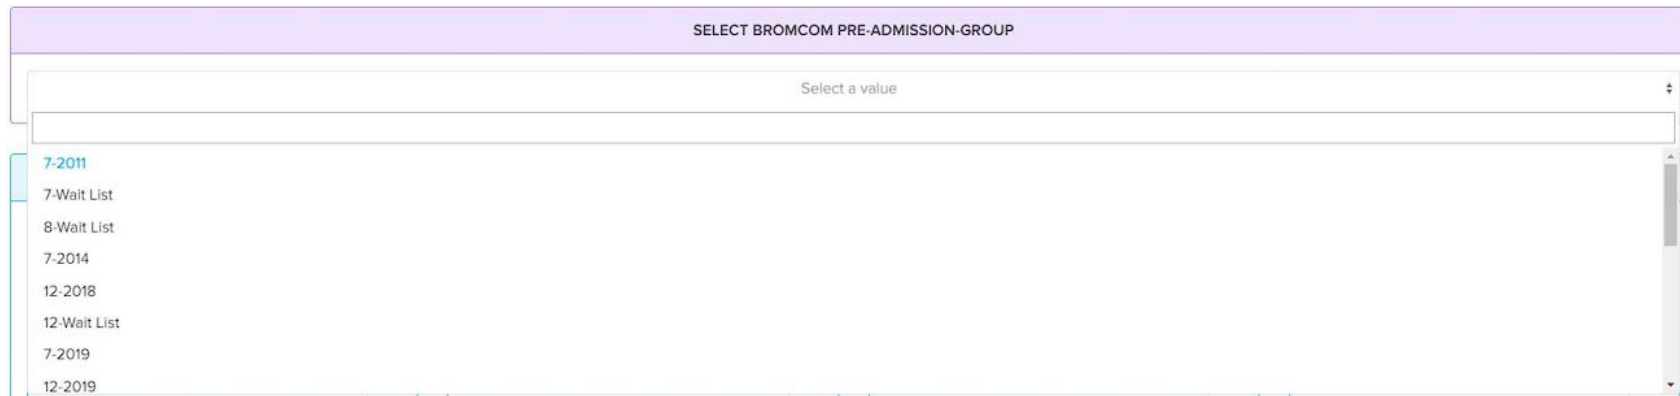 SELECT BROMCOM PRE-ADMISSION-GROUP
Select a value
7-2011
7-Wait List
8-Wait List
7-2014
12-2018
12-Wait List
7-2019
12-2019